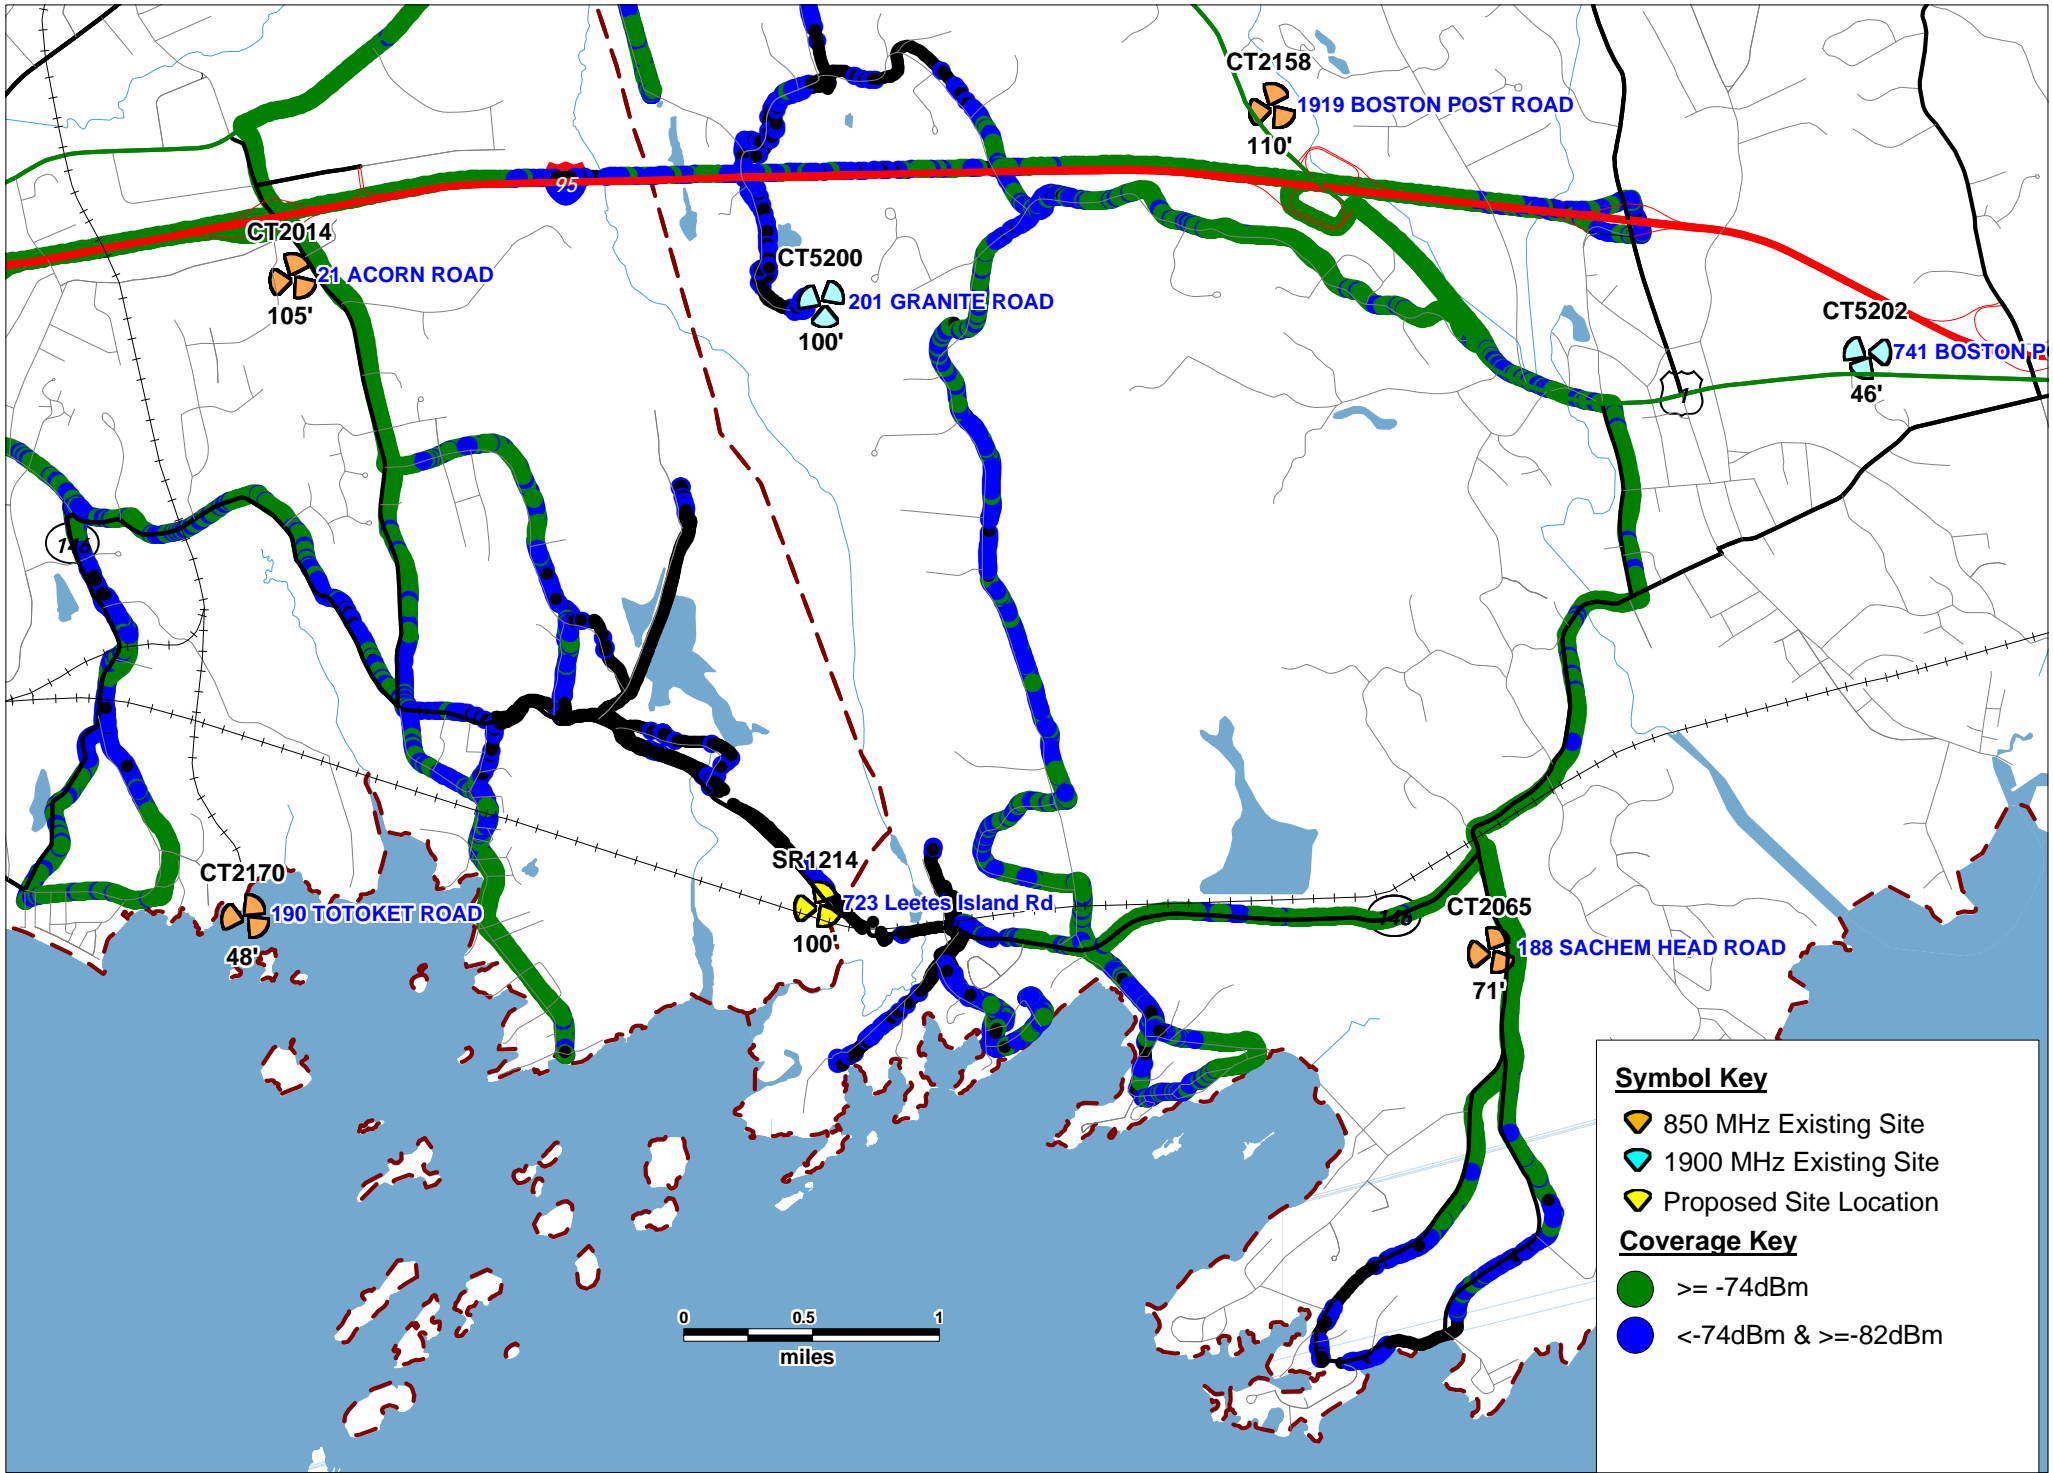 CT2158
1919 BOSTON POST ROAD
110'
95
CT2014
21 ACORN ROAD
105'
CT5200
201 GRANITE ROAD
100'
CT5202
741 BOSTON P
46'
1
146
SR1214
723 Leetes Island Rd
100'
CT2170
190 TOTOKET ROAD
48'
146
CT2065
188 SACHEM HEAD ROAD
71'
0 0.5 1
miles
Symbol Key
850 MHz Existing Site
1900 MHz Existing Site
Proposed Site Location
Coverage Key
>= -74dBm
<-74dBm & >=-82dBm